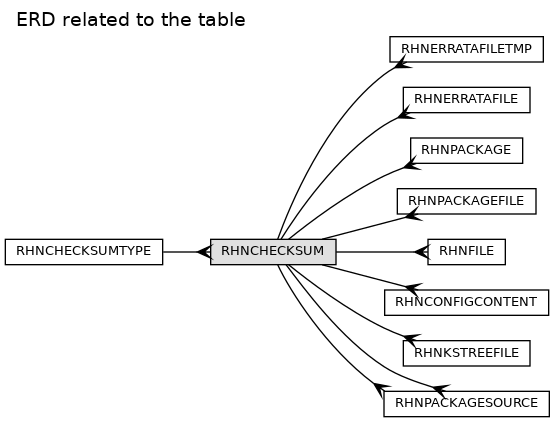 ERD related to the table
RHNERRATAFILETMP
RHNERRATAFILE
RHNPACKAGE
RHNPACKAGEFILE
RHNCHECKSUMTYPE
RHNCHECKSUM
RHNFILE
RHNCONFIGCONTENT
RHNKSTREEFILE
RHNPACKAGESOURCE